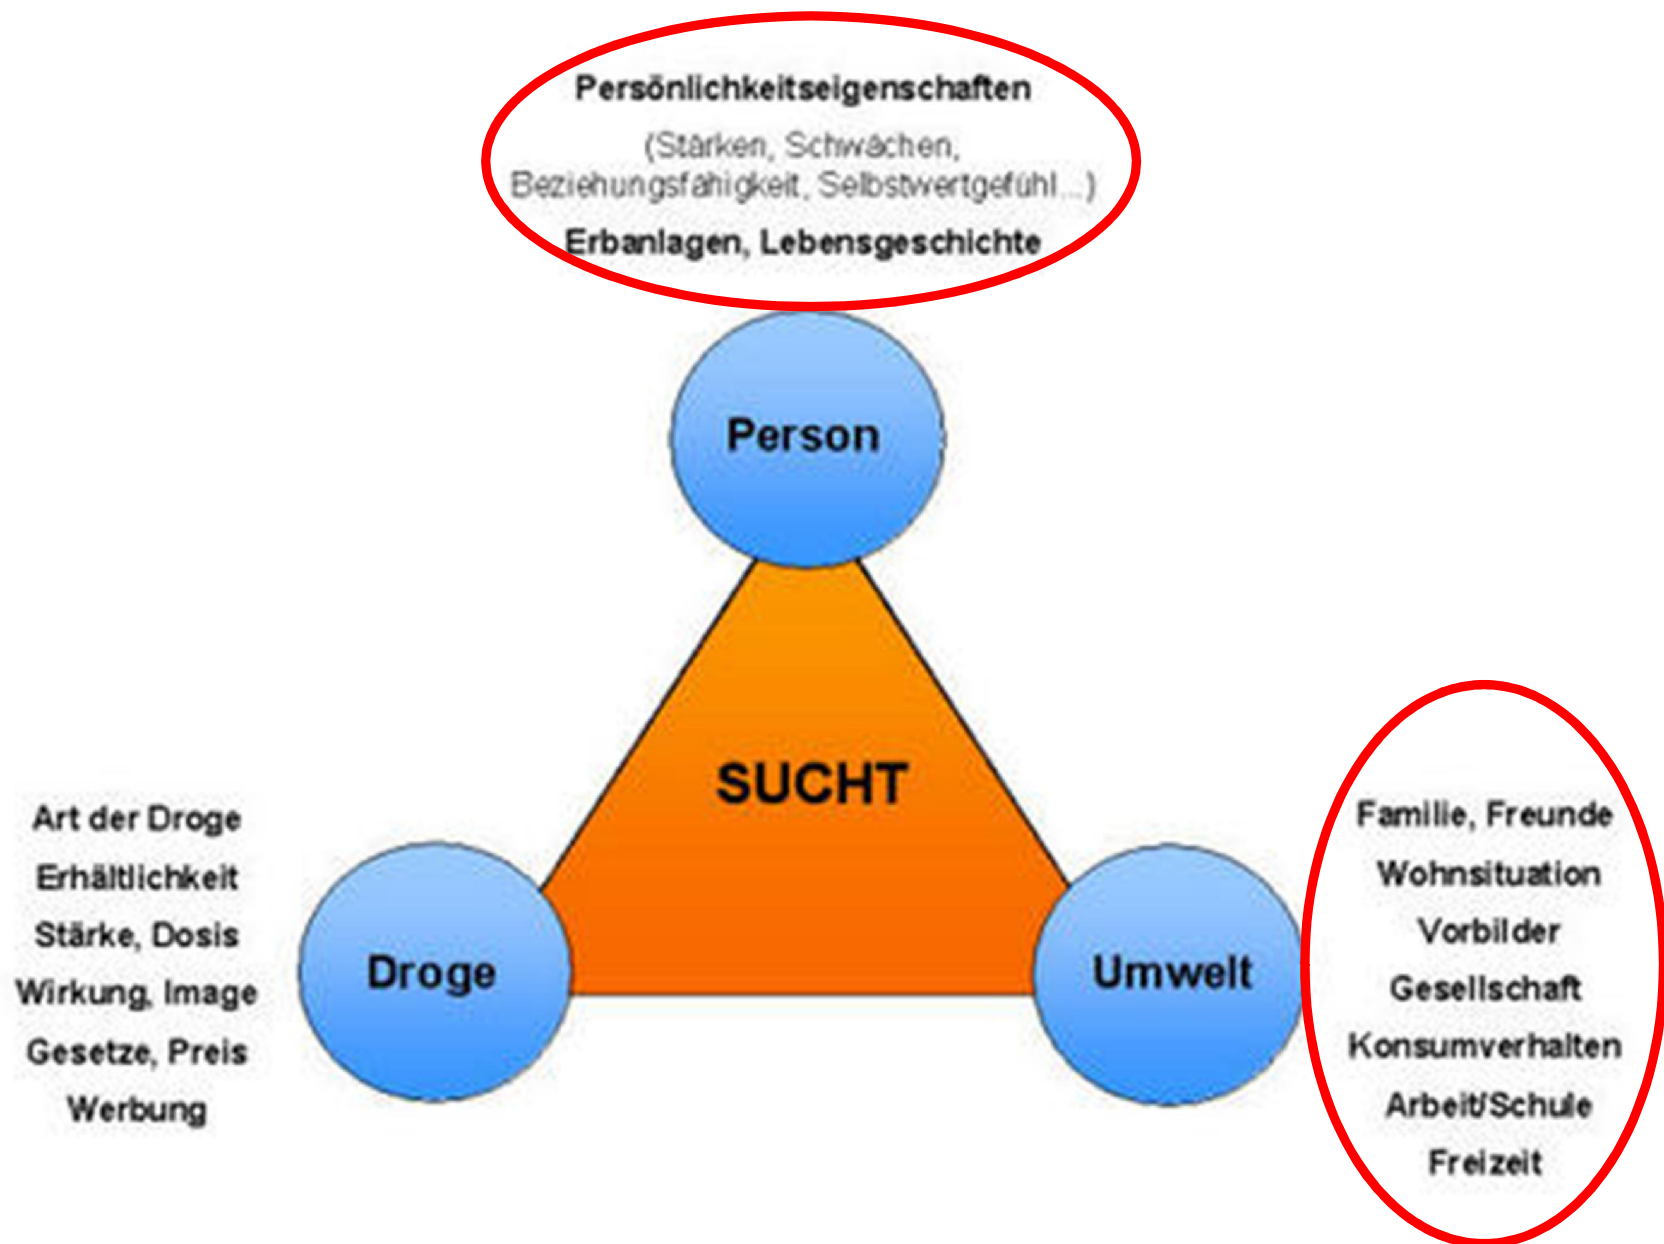 Persönlichkeitseigenschaften
(Stärken, Schwächen,
Beziehungsfähigkeit, Selbstwertgefühl...)
Erbanlagen, Lebensgeschichte
Person
SUCHT
Art der Droge
Erhältlichkeit
Stärke, Dosis
Wirkung, Image
Gesetze, Preis
Werbung
Droge
Umwelt
Familie, Freunde
Wohnsituation
Vorbilder
Gesellschaft
Konsumverhalten
Arbeit/Schule
Freizeit